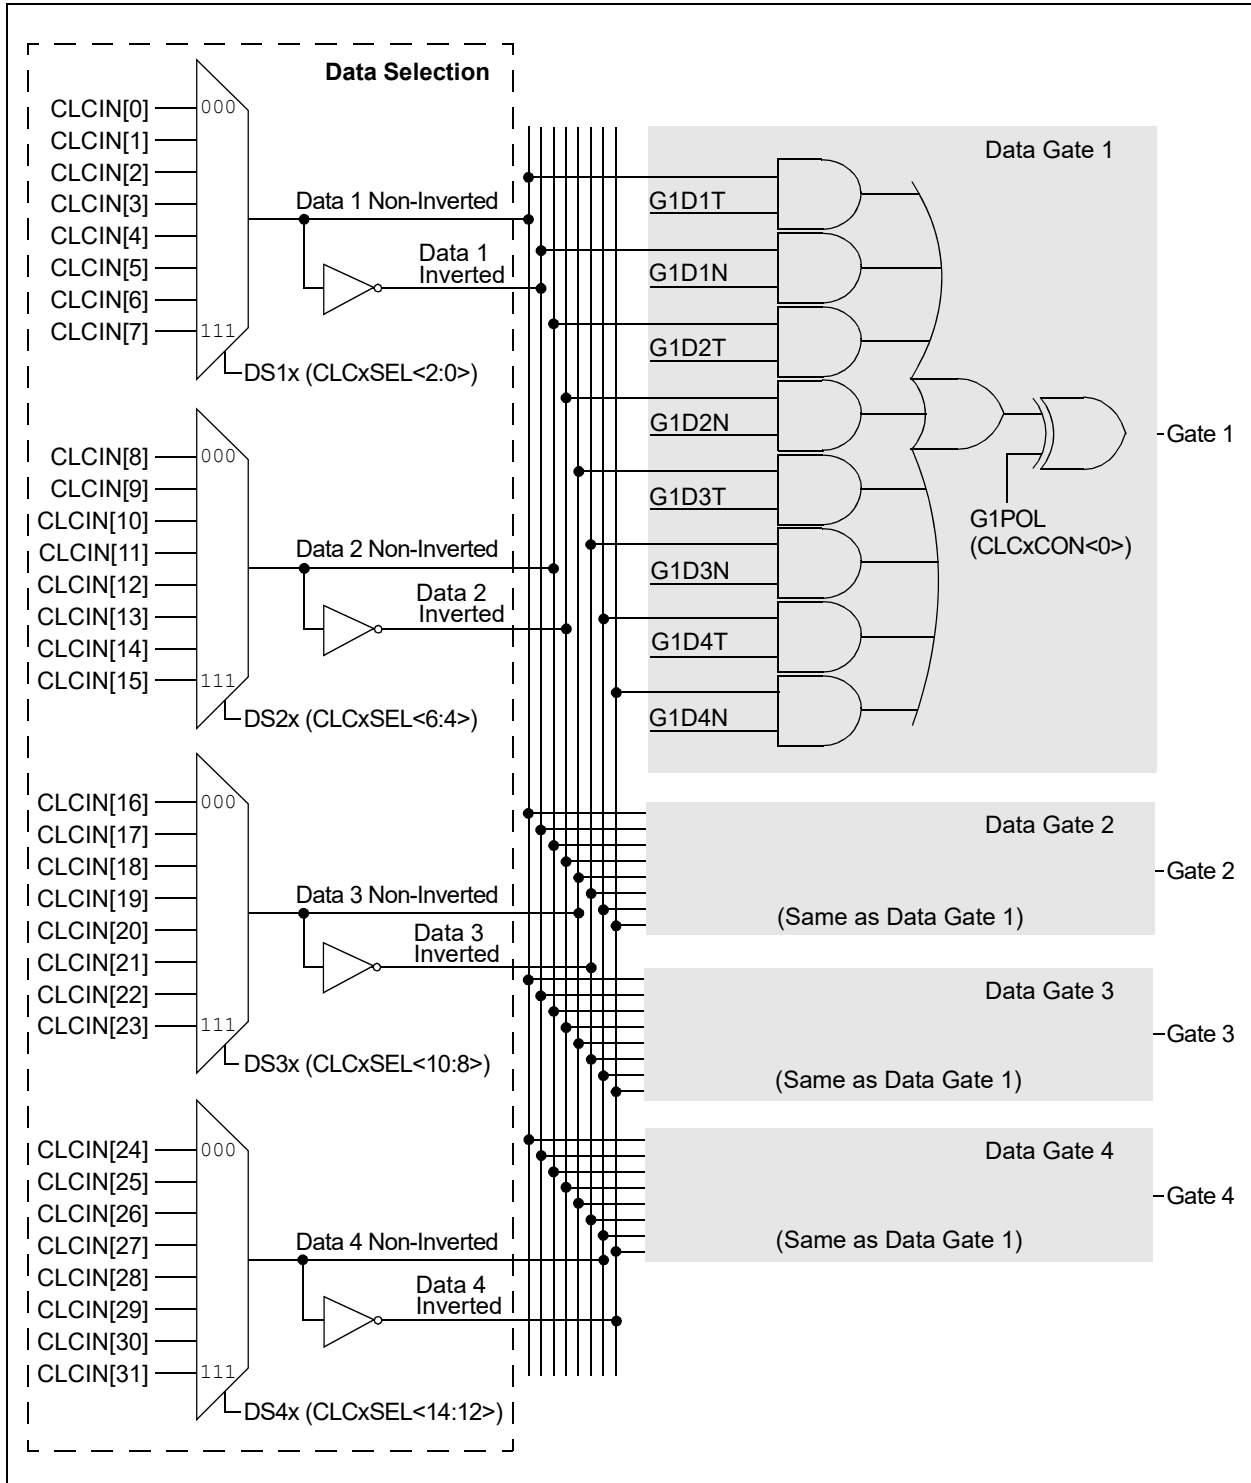 Data Selection
CLCIN[0]
000
CLCIN[1]
CLCIN[2]
CLCIN[3]
CLCIN[4]
CLCIN[5]
CLCIN[6]
CLCIN[7]
111
Data 1 Non-Inverted
Data 1
Inverted
DS1x (CLCxSEL<2:0>)
CLCIN[8]
000
CLCIN[9]
CLCIN[10]
CLCIN[11]
CLCIN[12]
CLCIN[13]
CLCIN[14]
CLCIN[15]
111
Data 2 Non-Inverted
Data 2
Inverted
DS2x (CLCxSEL<6:4>)
CLCIN[16]
000
CLCIN[17]
CLCIN[18]
CLCIN[19]
CLCIN[20]
CLCIN[21]
CLCIN[22]
CLCIN[23]
111
Data 3 Non-Inverted
Data 3
Inverted
DS3x (CLCxSEL<10:8>)
CLCIN[24]
000
CLCIN[25]
CLCIN[26]
CLCIN[27]
CLCIN[28]
CLCIN[29]
CLCIN[30]
CLCIN[31]
111
Data 4 Non-Inverted
Data 4
Inverted
DS4x (CLCxSEL<14:12>)
Data Gate 1
G1D1T
G1D1N
G1D2T
G1D2N
G1D3T
G1D3N
G1D4T
G1D4N
G1POL
(CLCxCON<0>)
Gate 1
Data Gate 2
(Same as Data Gate 1)
Gate 2
Data Gate 3
(Same as Data Gate 1)
Gate 3
Data Gate 4
(Same as Data Gate 1)
Gate 4